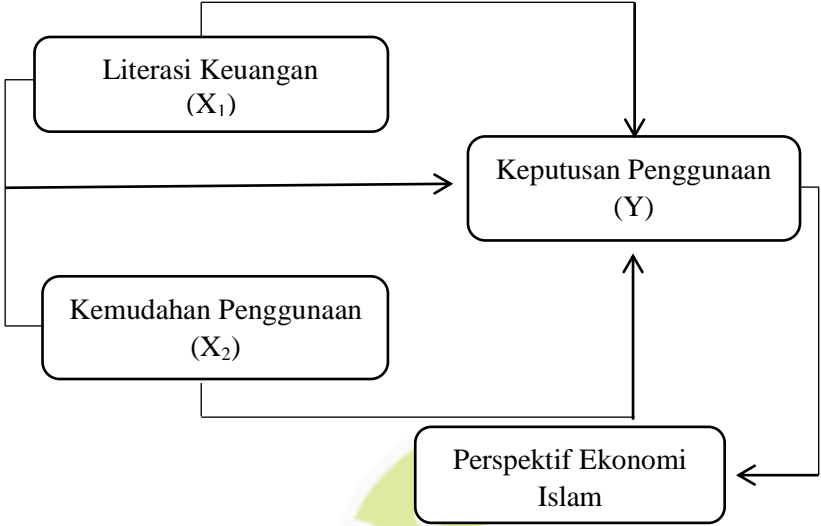 Literasi Keuangan
(X₁)
Keputusan Penggunaan
(Y)
Kemudahan Penggunaan
(X₂)
Perspektif Ekonomi
Islam